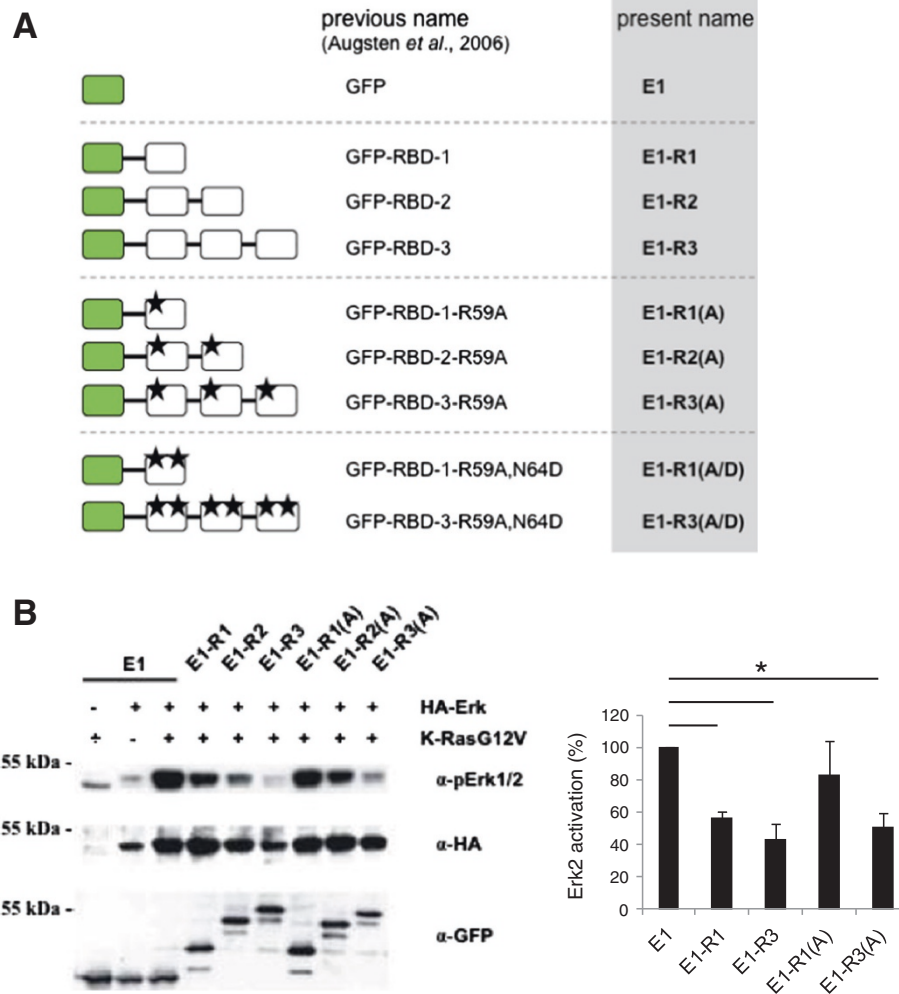 A
previous name present name
(Augsten et al., 2006)
GFP E1
GFP-RBD-1 E1-R1
GFP-RBD-2 E1-R2
GFP-RBD-3 E1-R3
GFP-RBD-1-R59A E1-R1(A)
GFP-RBD-2-R59A E1-R2(A)
GFP-RBD-3-R59A E1-R3(A)
GFP-RBD-1-R59A,N64D E1-R1(A/D)
GFP-RBD-3-R59A,N64D E1-R3(A/D)
B
E1 E1-R1 E1-R2 E1-R3 E1-R1(A) E1-R2(A) E1-R3(A)
- + + + + + + + + HA-Erk
+ - + + + + + + + K-RasG12V
55 kDa - α-pErk1/2
55 kDa - α-HA
55 kDa - α-GFP
*
Erk2 activation (%)
120
100
80
60
40
20
0
E1 E1-R1 E1-R3 E1-R1(A) E1-R3(A)